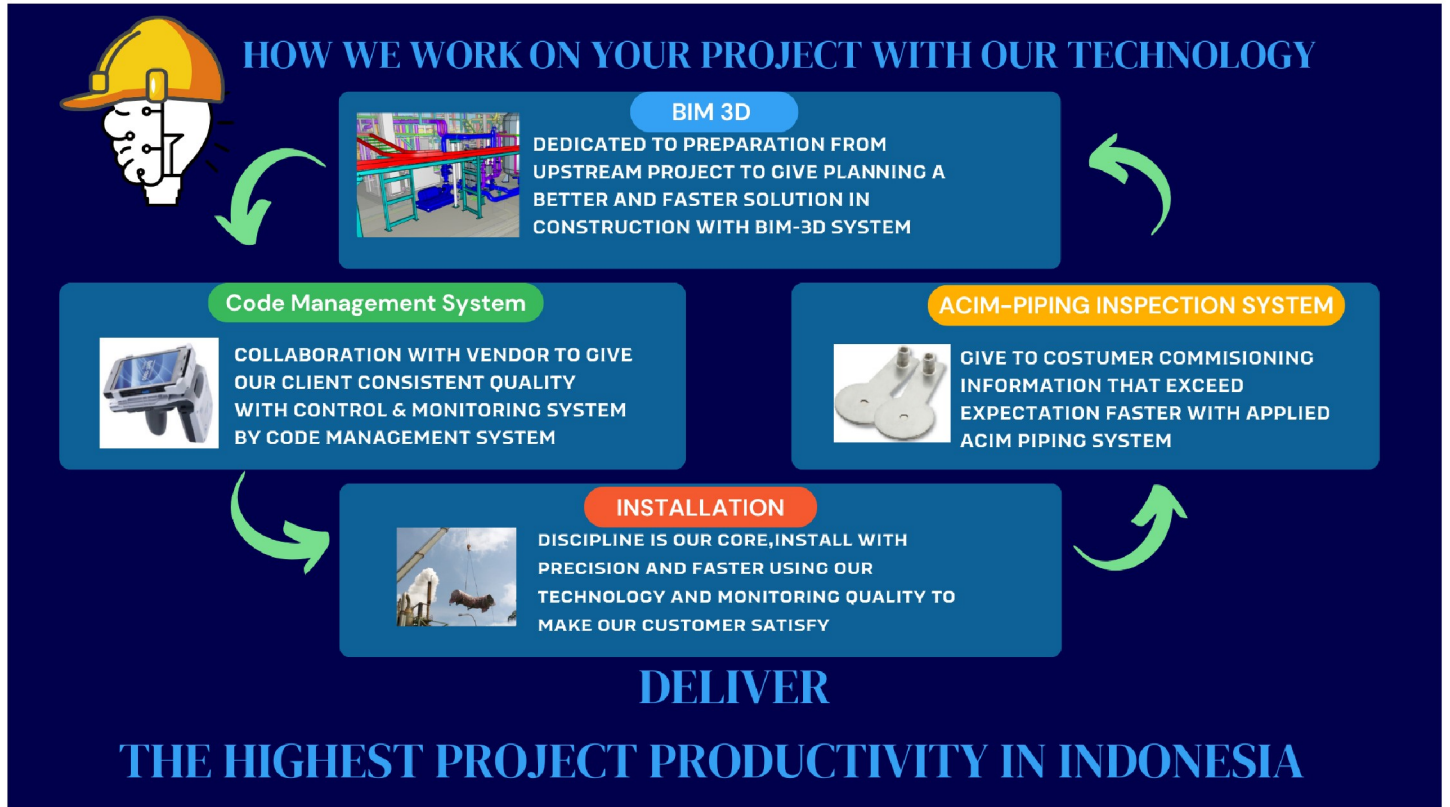 HOW WE WORK ON YOUR PROJECT WITH OUR TECHNOLOGY
BIM 3D
DEDICATED TO PREPARATION FROM
UPSTREAM PROJECT TO GIVE PLANNING A
BETTER AND FASTER SOLUTION IN
CONSTRUCTION WITH BIM-3D SYSTEM
Code Management System
COLLABORATION WITH VENDOR TO GIVE
OUR CLIENT CONSISTENT QUALITY
WITH CONTROL & MONITORING SYSTEM
BY CODE MANAGEMENT SYSTEM
ACIM-PIPING INSPECTION SYSTEM
GIVE TO COSTUMER COMMISIONING
INFORMATION THAT EXCEED
EXPECTATION FASTER WITH APPLIED
ACIM PIPING SYSTEM
INSTALLATION
DISCIPLINE IS OUR CORE,INSTALL WITH
PRECISION AND FASTER USING OUR
TECHNOLOGY AND MONITORING QUALITY TO
MAKE OUR CUSTOMER SATISFY
DELIVER
THE HIGHEST PROJECT PRODUCTIVITY IN INDONESIA